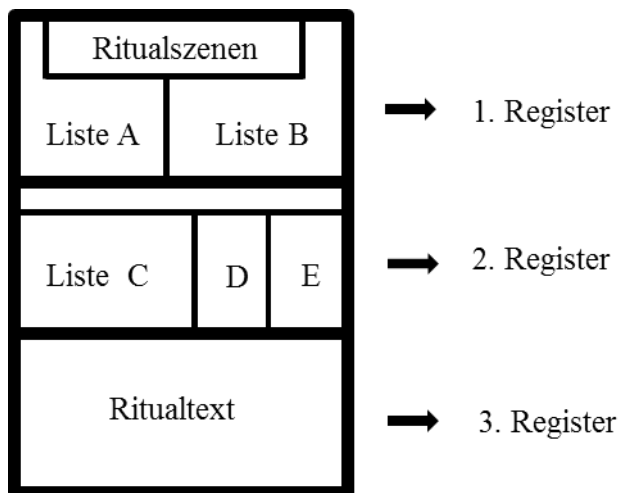 Ritualszenen
Liste A
Liste B
1. Register
Liste C
D
E
2. Register
Ritualtext
3. Register